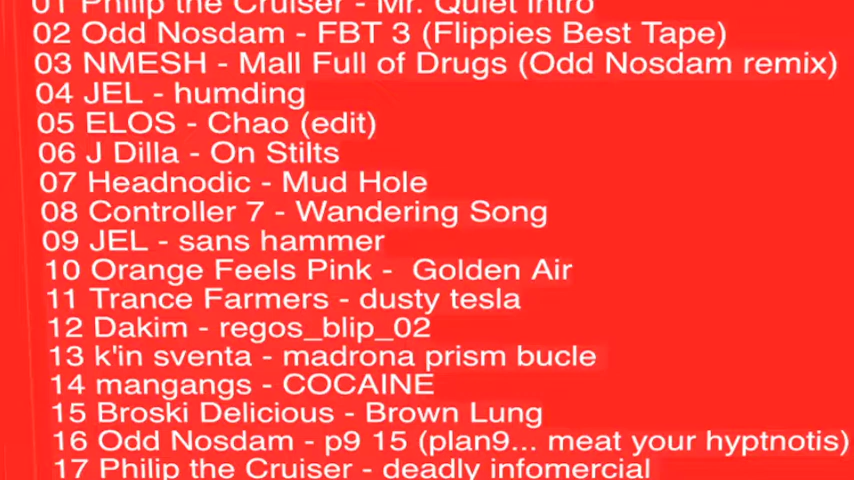 01 Philip the Cruiser - Mr. Quiet intro
02 Odd Nosdam - FBT 3 (Flippies Best Tape)
03 NMESH - Mall Full of Drugs (Odd Nosdam remix)
04 JEL - humding
05 ELOS - Chao (edit)
06 J Dilla - On Stilts
07 Headnodic - Mud Hole
08 Controller 7 - Wandering Song
09 JEL - sans hammer
10 Orange Feels Pink -  Golden Air
11 Trance Farmers - dusty tesla
12 Dakim - regos_blip_02
13 k'in sventa - madrona prism bucle
14 mangangs - COCAINE
15 Broski Delicious - Brown Lung
16 Odd Nosdam - p9 15 (plan9... meat your hyptnotis)
17 Philip the Cruiser - deadly infomercial